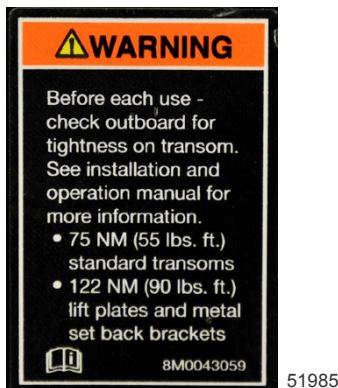 WARNING
Before each use -
check outboard for
tightness on transom.
See installation and
operation manual for
more information.
• 75 NM (55 lbs. ft.)
standard transoms
• 122 NM (90 lbs. ft.)
lift plates and metal
set back brackets
8M0043059
51985